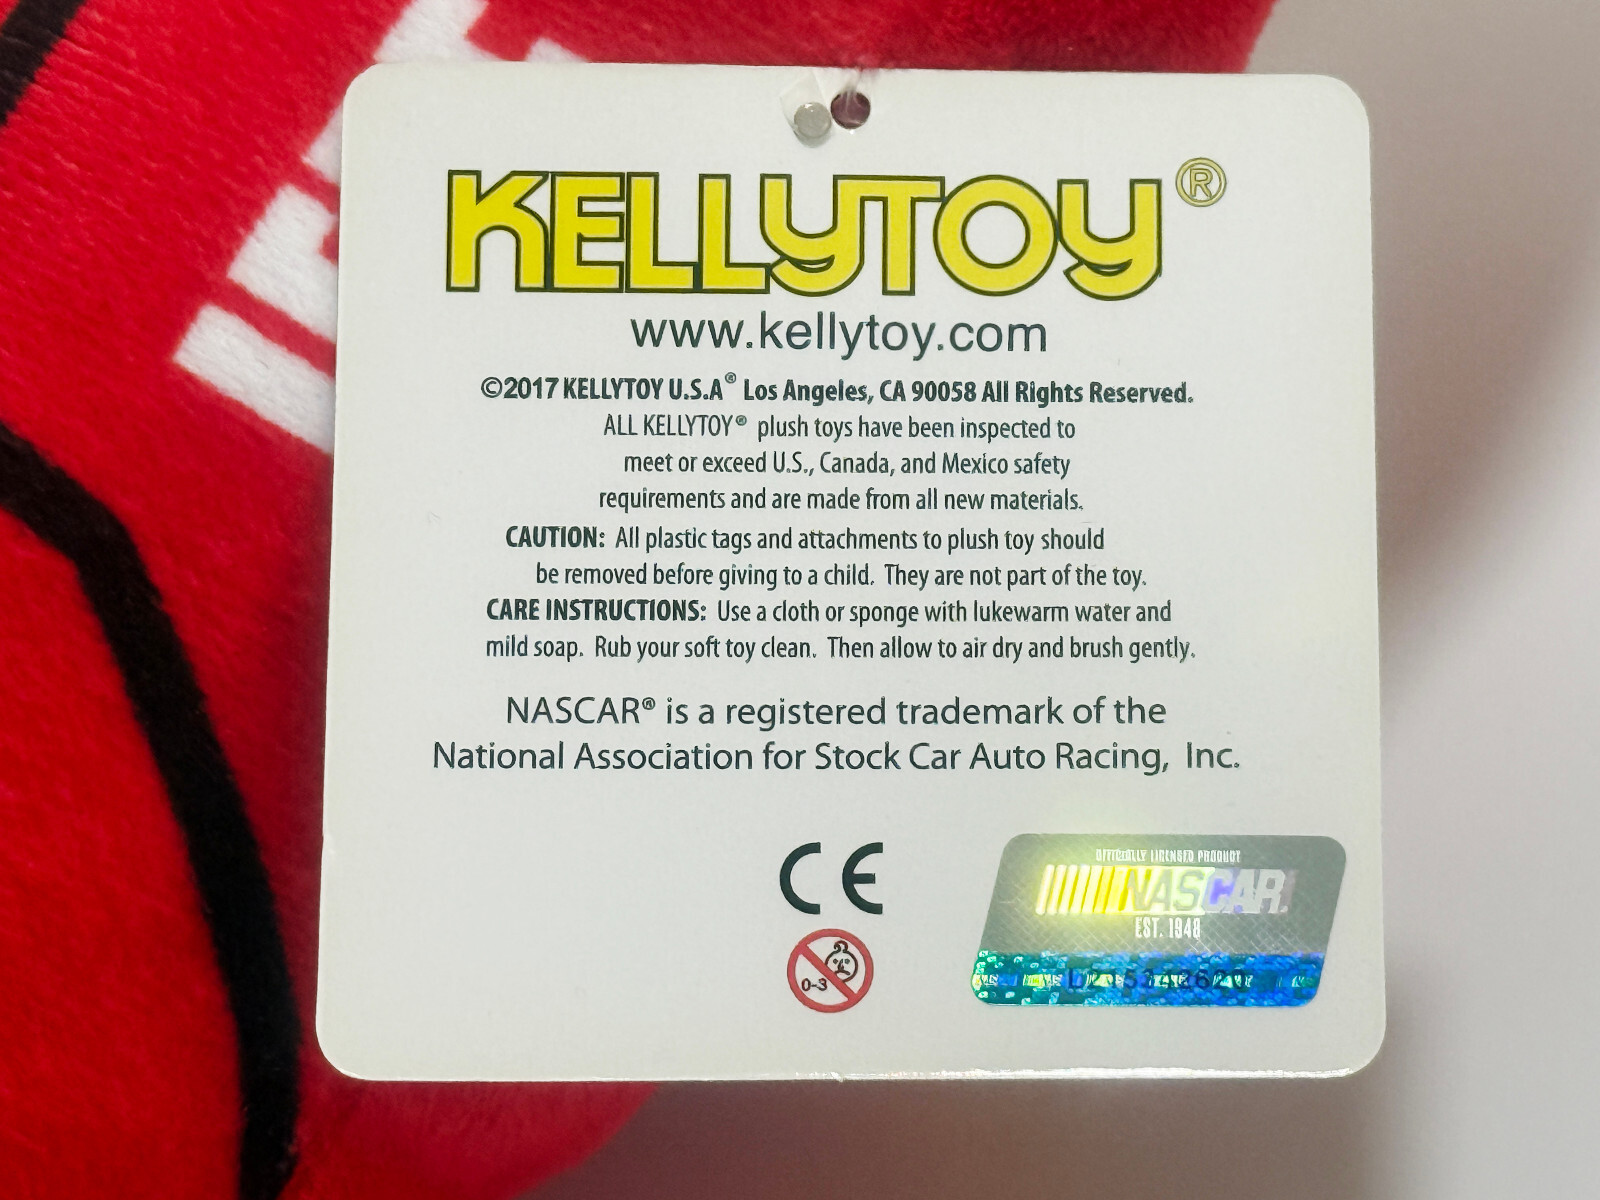 KELLYTOY®
www.kellytoy.com
©2017 KELLYTOY U.S.A® Los Angeles, CA 90058 All Rights Reserved.
ALL KELLYTOY® plush toys have been inspected to
meet or exceed U.S., Canada, and Mexico safety
requirements and are made from all new materials.
CAUTION: All plastic tags and attachments to plush toy should
be removed before giving to a child. They are not part of the toy.
CARE INSTRUCTIONS: Use a cloth or sponge with lukewarm water and
mild soap. Rub your soft toy clean. Then allow to air dry and brush gently.
NASCAR® is a registered trademark of the
National Association for Stock Car Auto Racing, Inc.
CE
0-3
OFFICIALLY LICENSED PRODUCT
NASCAR
EST. 1948